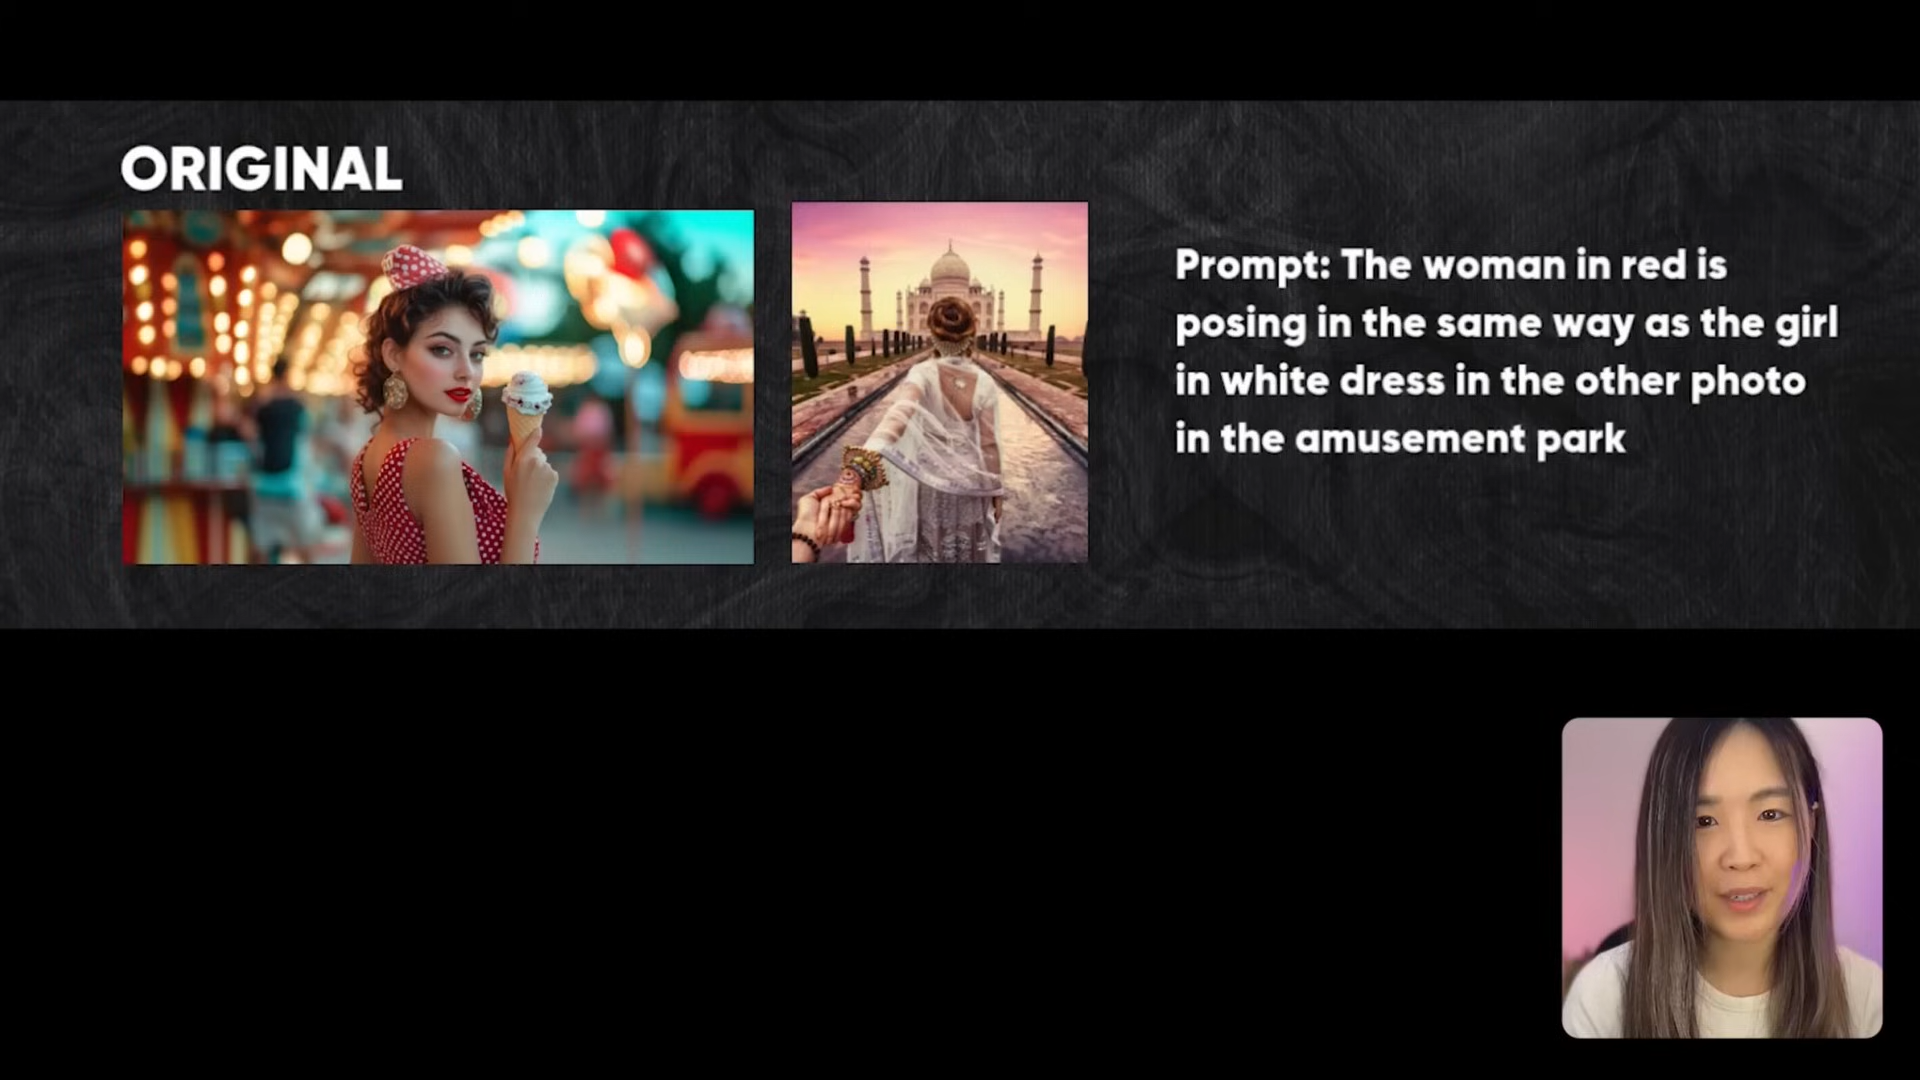 ORIGINAL
Prompt: The woman in red is
posing in the same way as the girl
in white dress in the other photo
in the amusement park